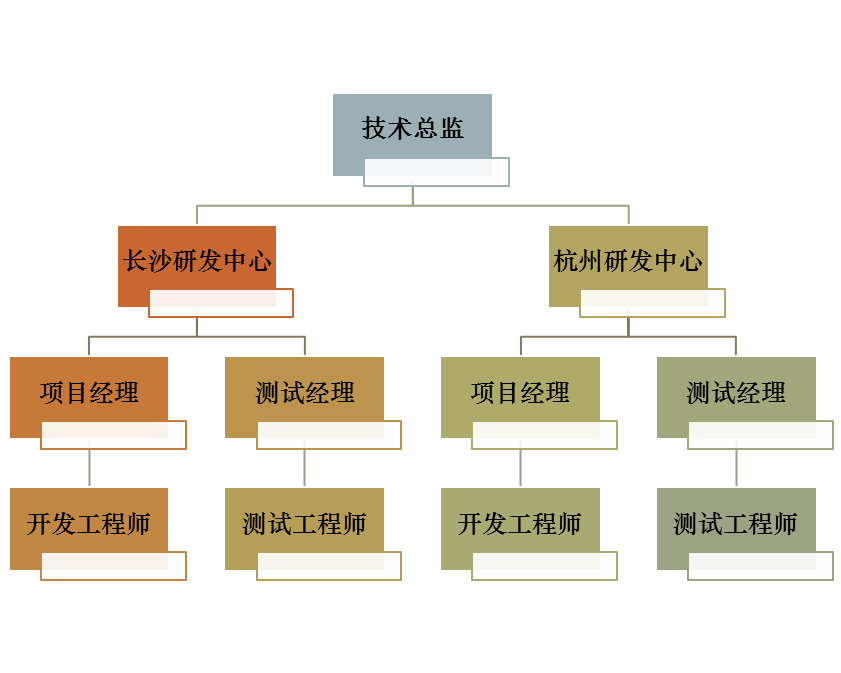 技术总监
长沙研发中心
杭州研发中心
项目经理
测试经理
项目经理
测试经理
开发工程师
测试工程师
开发工程师
测试工程师